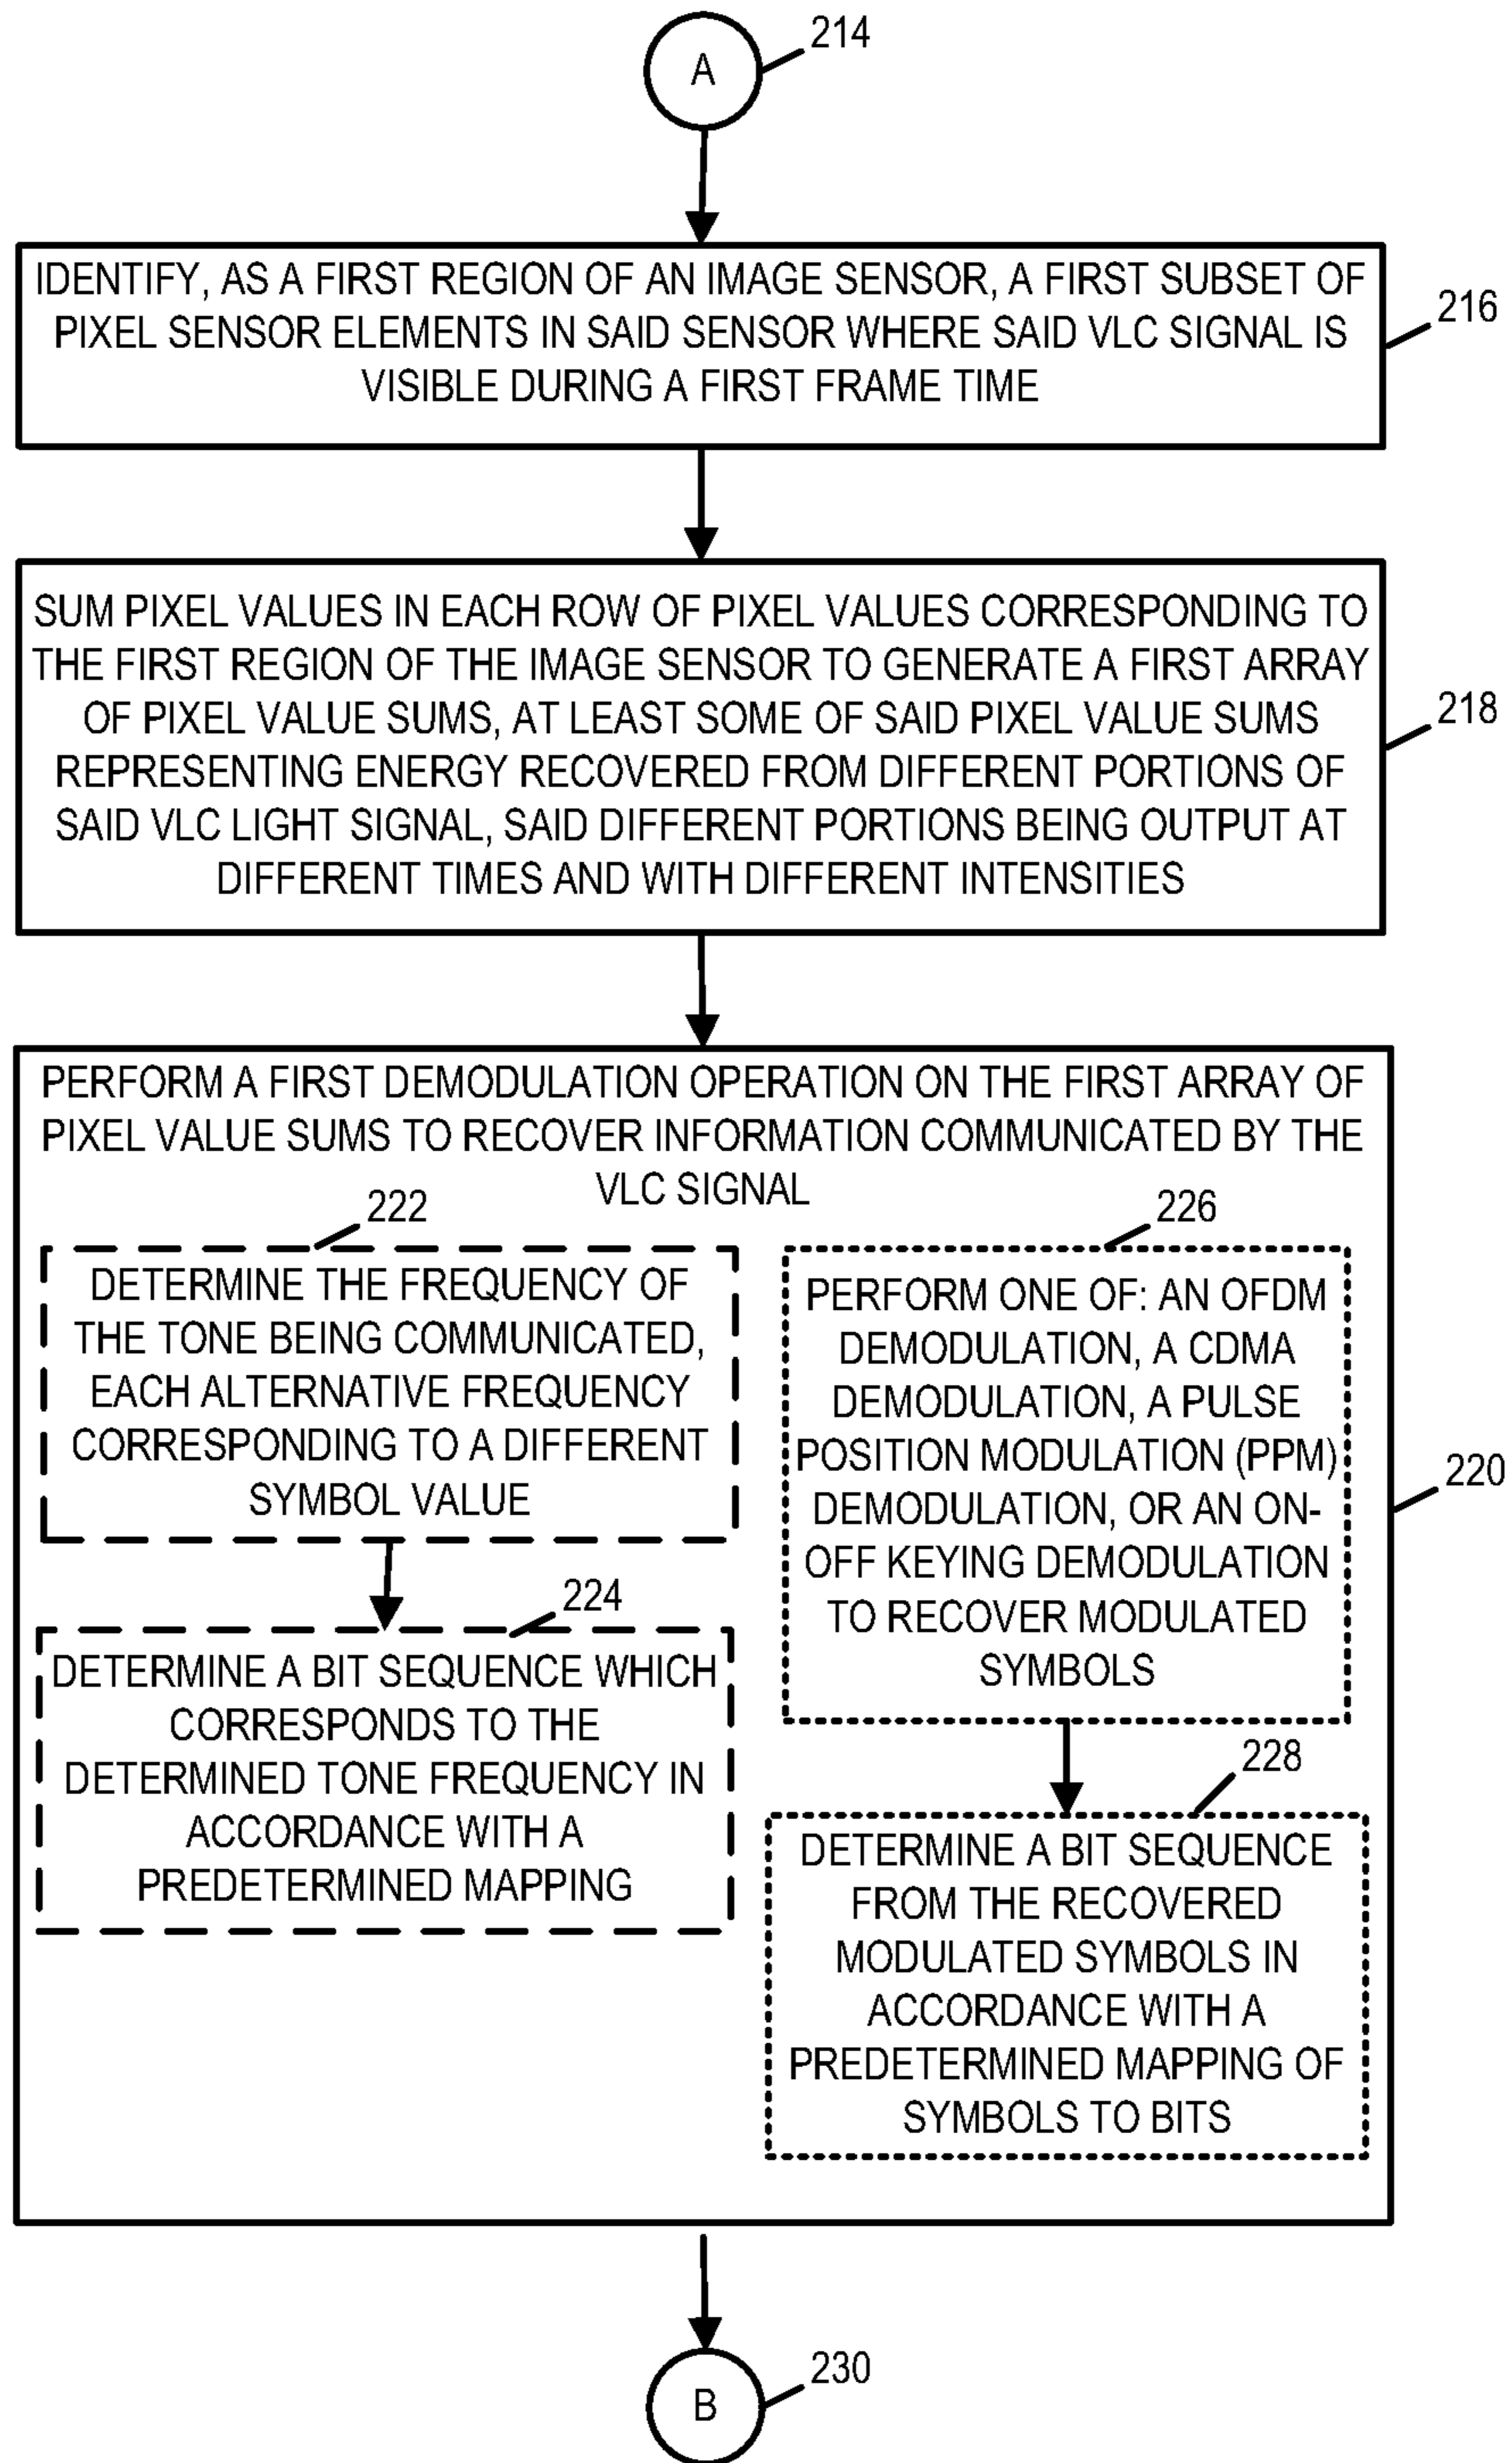 A
214
IDENTIFY, AS A FIRST REGION OF AN IMAGE SENSOR, A FIRST SUBSET OF
PIXEL SENSOR ELEMENTS IN SAID SENSOR WHERE SAID VLC SIGNAL IS
VISIBLE DURING A FIRST FRAME TIME
216
SUM PIXEL VALUES IN EACH ROW OF PIXEL VALUES CORRESPONDING TO
THE FIRST REGION OF THE IMAGE SENSOR TO GENERATE A FIRST ARRAY
OF PIXEL VALUE SUMS, AT LEAST SOME OF SAID PIXEL VALUE SUMS
REPRESENTING ENERGY RECOVERED FROM DIFFERENT PORTIONS OF
SAID VLC LIGHT SIGNAL, SAID DIFFERENT PORTIONS BEING OUTPUT AT
DIFFERENT TIMES AND WITH DIFFERENT INTENSITIES
218
PERFORM A FIRST DEMODULATION OPERATION ON THE FIRST ARRAY OF
PIXEL VALUE SUMS TO RECOVER INFORMATION COMMUNICATED BY THE
VLC SIGNAL
220
222
DETERMINE THE FREQUENCY OF
THE TONE BEING COMMUNICATED,
EACH ALTERNATIVE FREQUENCY
CORRESPONDING TO A DIFFERENT
SYMBOL VALUE
224
DETERMINE A BIT SEQUENCE WHICH
CORRESPONDS TO THE
DETERMINED TONE FREQUENCY IN
ACCORDANCE WITH A
PREDETERMINED MAPPING
226
PERFORM ONE OF: AN OFDM
DEMODULATION, A CDMA
DEMODULATION, A PULSE
POSITION MODULATION (PPM)
DEMODULATION, OR AN ON-
OFF KEYING DEMODULATION
TO RECOVER MODULATED
SYMBOLS
228
DETERMINE A BIT SEQUENCE
FROM THE RECOVERED
MODULATED SYMBOLS IN
ACCORDANCE WITH A
PREDETERMINED MAPPING OF
SYMBOLS TO BITS
B
230